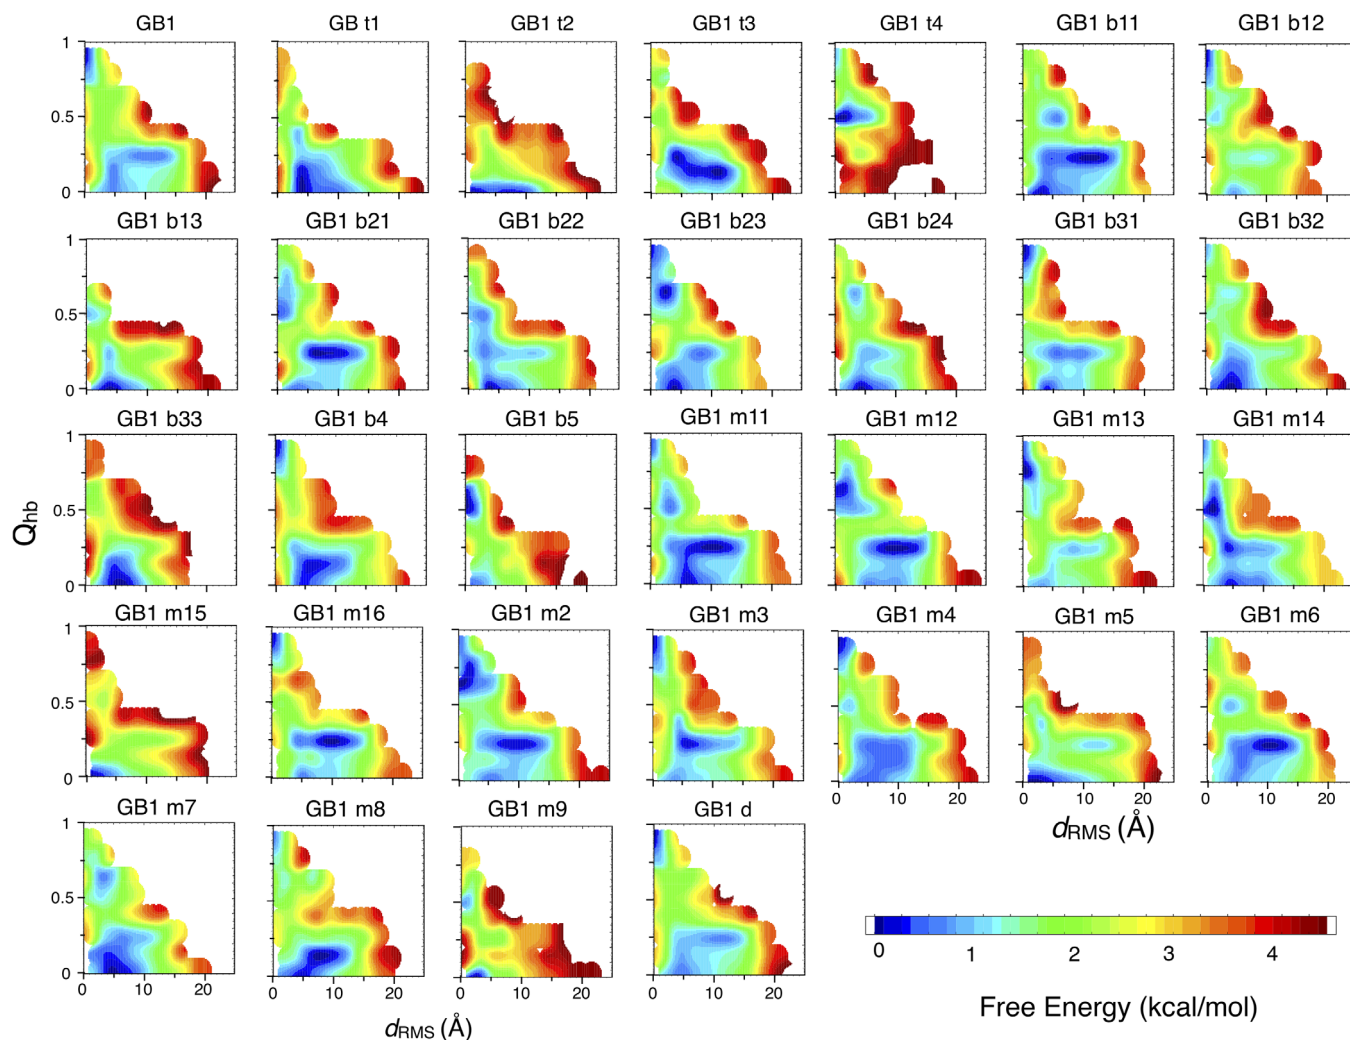 GB1 GB t1 GB1 t2 GB1 t3 GB1 t4 GB1 b11 GB1 b12
1
0.5
0
GB1 b13 GB1 b21 GB1 b22 GB1 b23 GB1 b24 GB1 b31 GB1 b32
1
0.5
0
GB1 b33 GB1 b4 GB1 b5 GB1 m11 GB1 m12 GB1 m13 GB1 m14
1
0.5
0
Qhb
GB1 m15 GB1 m16 GB1 m2 GB1 m3 GB1 m4 GB1 m5 GB1 m6
1
0.5
0
0 10 20 0 10 20 0 10 20
dRMS (Å)
GB1 m7 GB1 m8 GB1 m9 GB1 d
1
0.5
0
0 10 20 0 10 20 0 10 20 0 10 20
dRMS (Å)
0 1 2 3 4
Free Energy (kcal/mol)